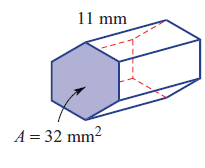 11 mm
A = 32 mm²